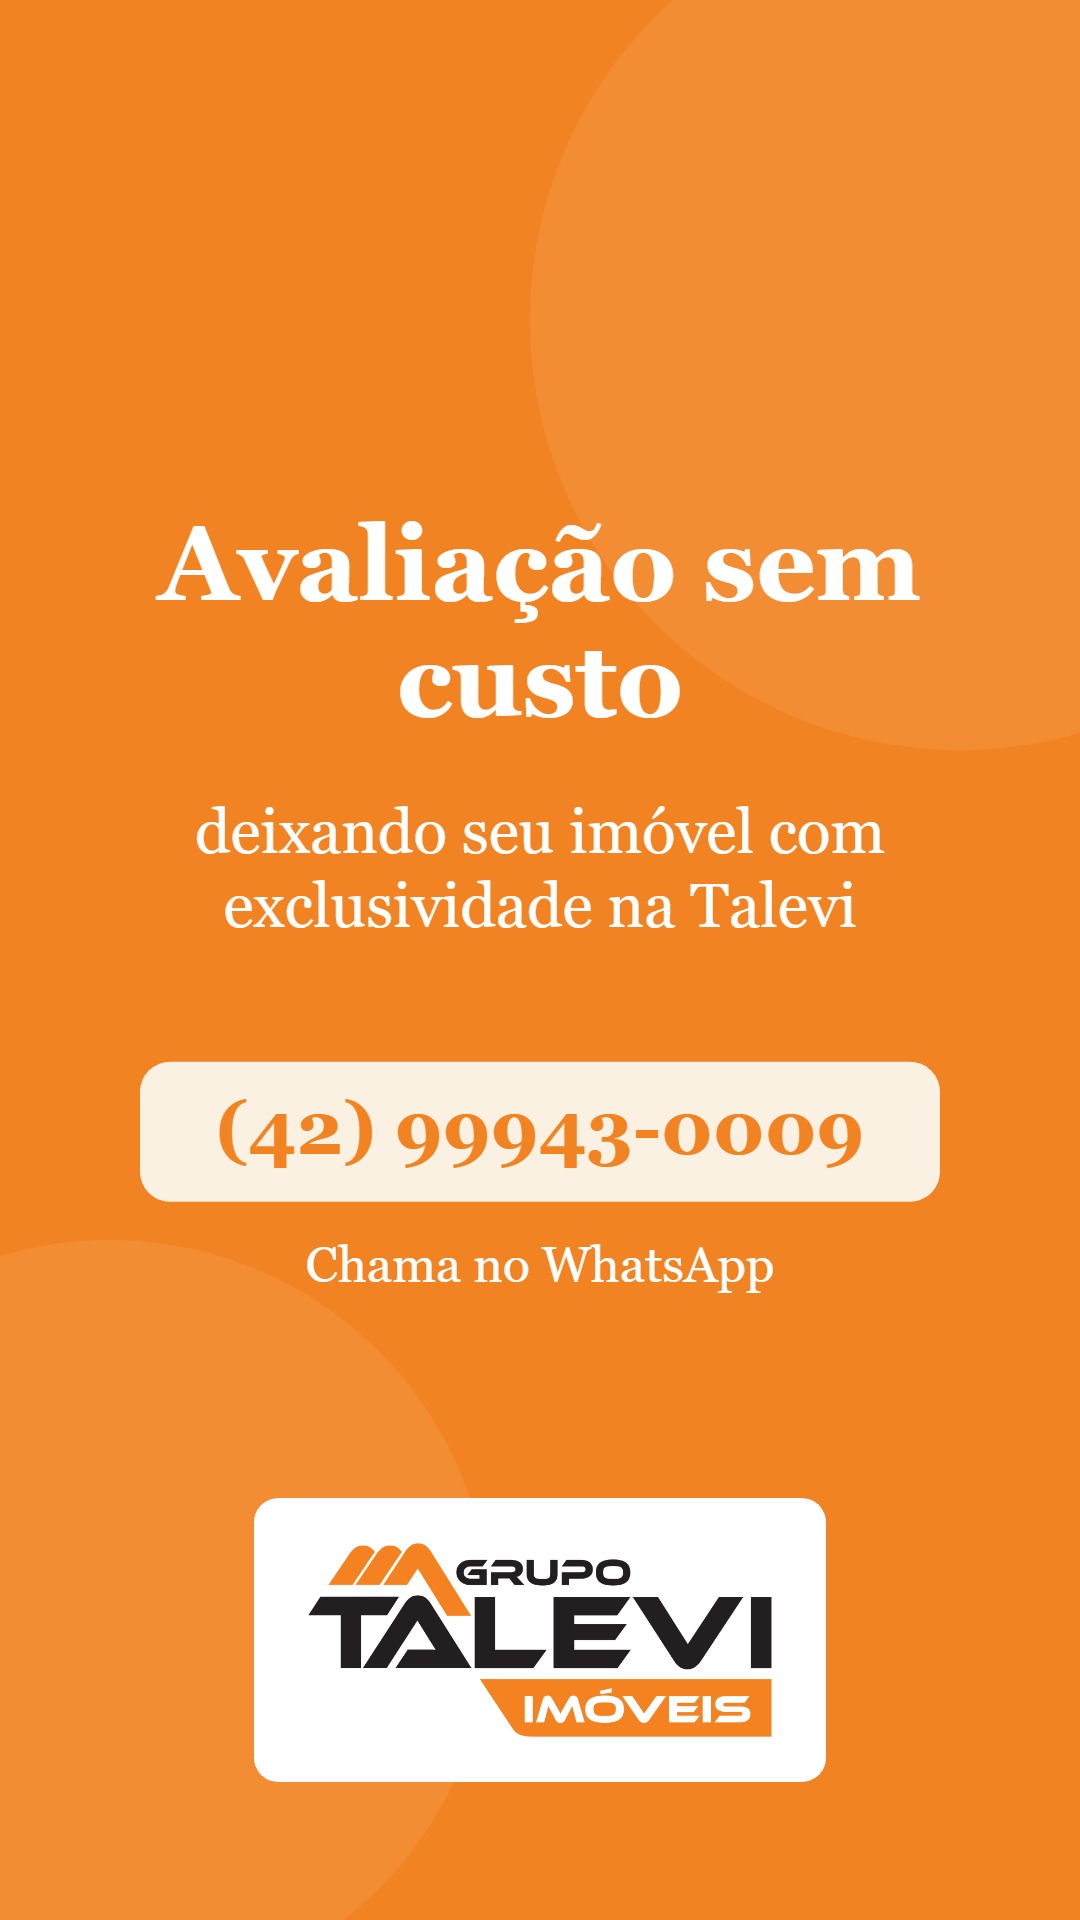 Avaliação sem
custo
deixando seu imóvel com
exclusividade na Talevi
(42) 99943-0009
Chama no WhatsApp
GRUPO
TALEVI
IMÓVEIS